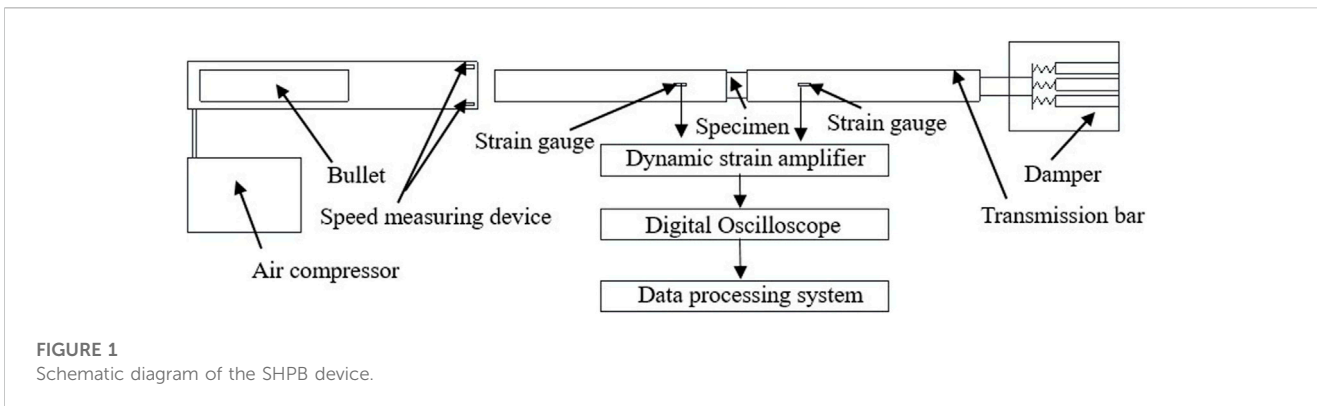 Strain gauge
Specimen
Strain gauge
Dynamic strain amplifier
Bullet
Damper
Speed measuring device
Digital Oscilloscope
Transmission bar
Air compressor
Data processing system
FIGURE 1
Schematic diagram of the SHPB device.